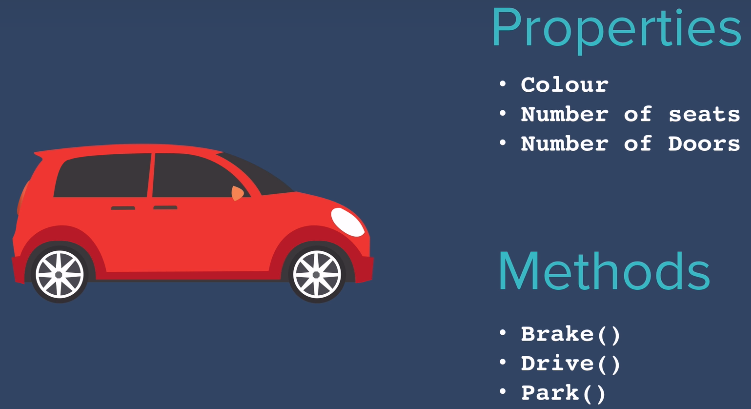 Properties
• Colour
• Number of seats
• Number of Doors
Methods
• Brake()
• Drive()
• Park()